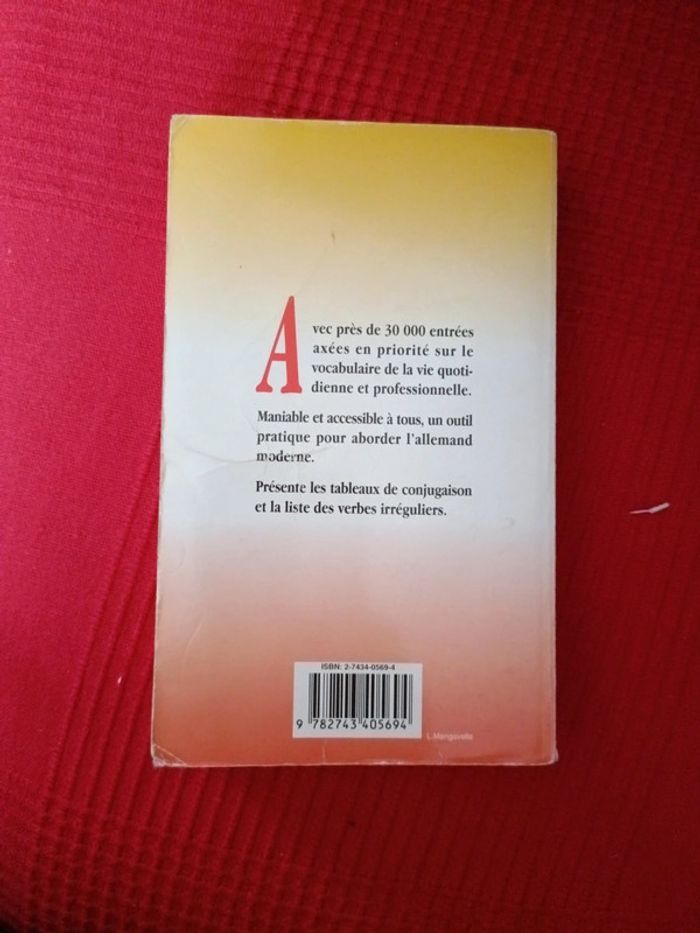 Avec près de 30 000 entrées
axées en priorité sur le
vocabulaire de la vie quoti-
dienne et professionnelle.
Maniable et accessible à tous, un outil
pratique pour aborder l'allemand
moderne.
Présente les tableaux de conjugaison
et la liste des verbes irréguliers.
ISBN: 2-7434-0569-4
9 782743 405694